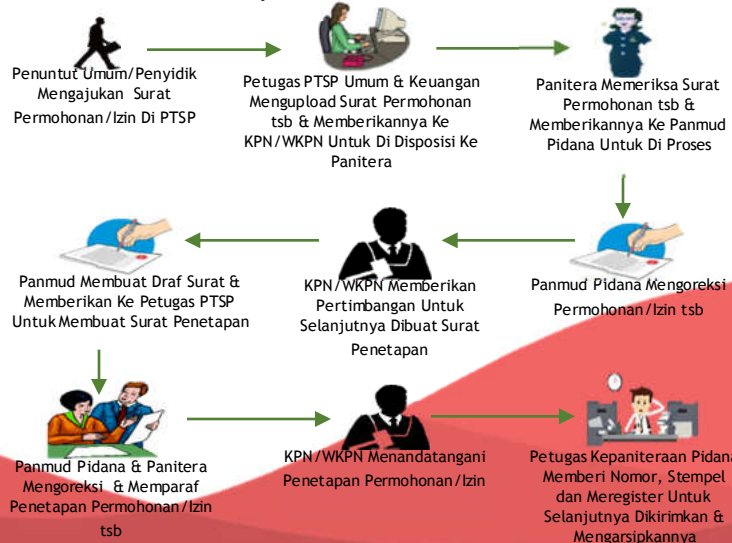 Penuntut Umum/Penyidik
Mengajukan Surat
Permohonan/Izin Di PTSP
Petugas PTSP Umum & Keuangan
Mengupload Surat Permohonan
tsb & Memberikannya Ke
KPN/WKPN Untuk Di Disposisi Ke
Panitera
Panitera Memeriksa Surat
Permohonan tsb &
Memberikannya Ke Panmud
Pidana Untuk Di Proses
Panmud Pidana Mengoreksi
Permohonan/Izin tsb
KPN/WKPN Memberikan
Pertimbangan Untuk
Selanjutnya Dibuat Surat
Penetapan
Panmud Membuat Draf Surat &
Memberikan Ke Petugas PTSP
Untuk Membuat Surat Penetapan
Panmud Pidana & Panitera
Mengoreksi & Memparaf
Penetapan Permohonan/Izin
tsb
KPN/WKPN Menandatangani
Penetapan Permohonan/Izin
Petugas Kepaniteraan Pidana
Memberi Nomor, Stempel
dan Meregister Untuk
Selanjutnya Dikirimkan &
Mengarsipkannya